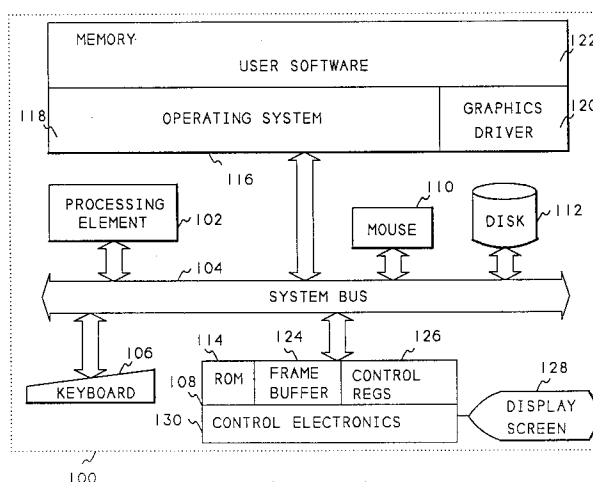 MEMORY
122
USER SOFTWARE
118
OPERATING SYSTEM
GRAPHICS
DRIVER
120
116
PROCESSING
ELEMENT
102
110
MOUSE
DISK
112
104
SYSTEM BUS
106
KEYBOARD
114
124
126
ROM
FRAME
BUFFER
CONTROL
REGS
108
130
CONTROL ELECTRONICS
128
DISPLAY
SCREEN
100